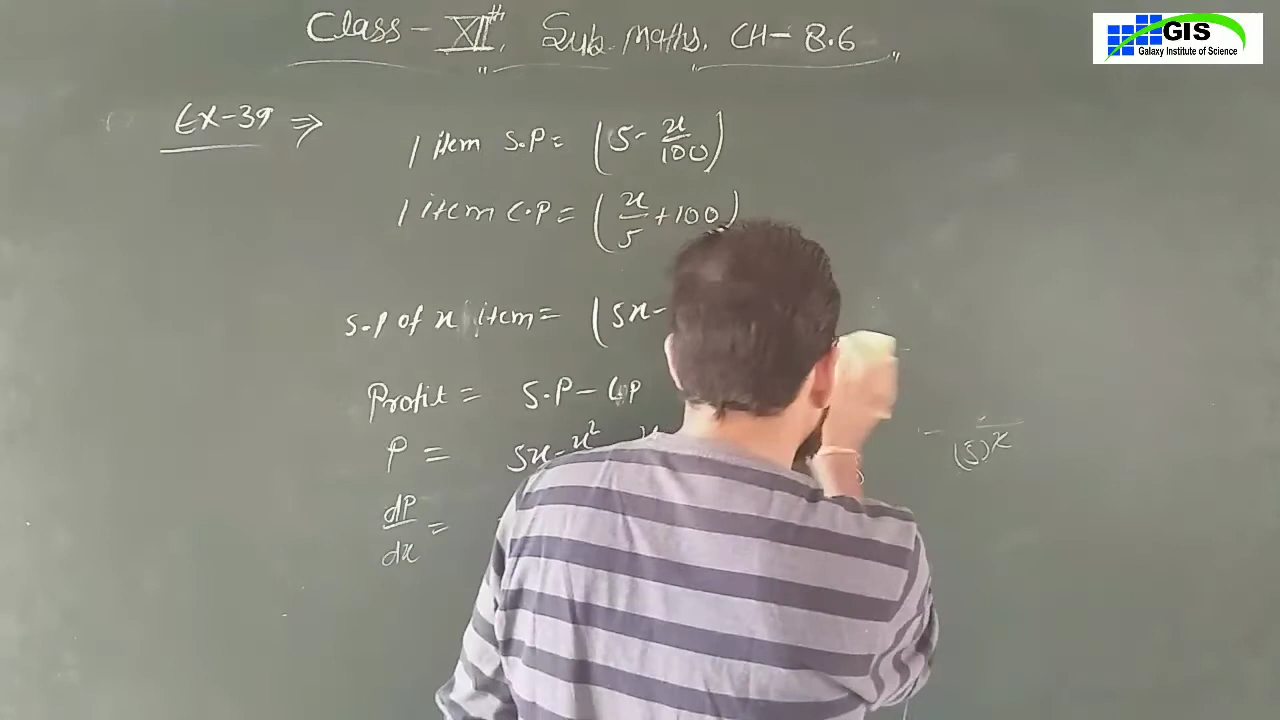 Class - XIIth, Sub. Maths, CH - 8.6
GIS
Galaxy Institute of Science
Ex-39 ⇒
1 item S.P = (5 - x/100)
1 item C.P = (x/5 + 100)
S.P of x item = (5x -
Profit = S.P - C.P
P = 5x - x²
dP/dx =
(5)x